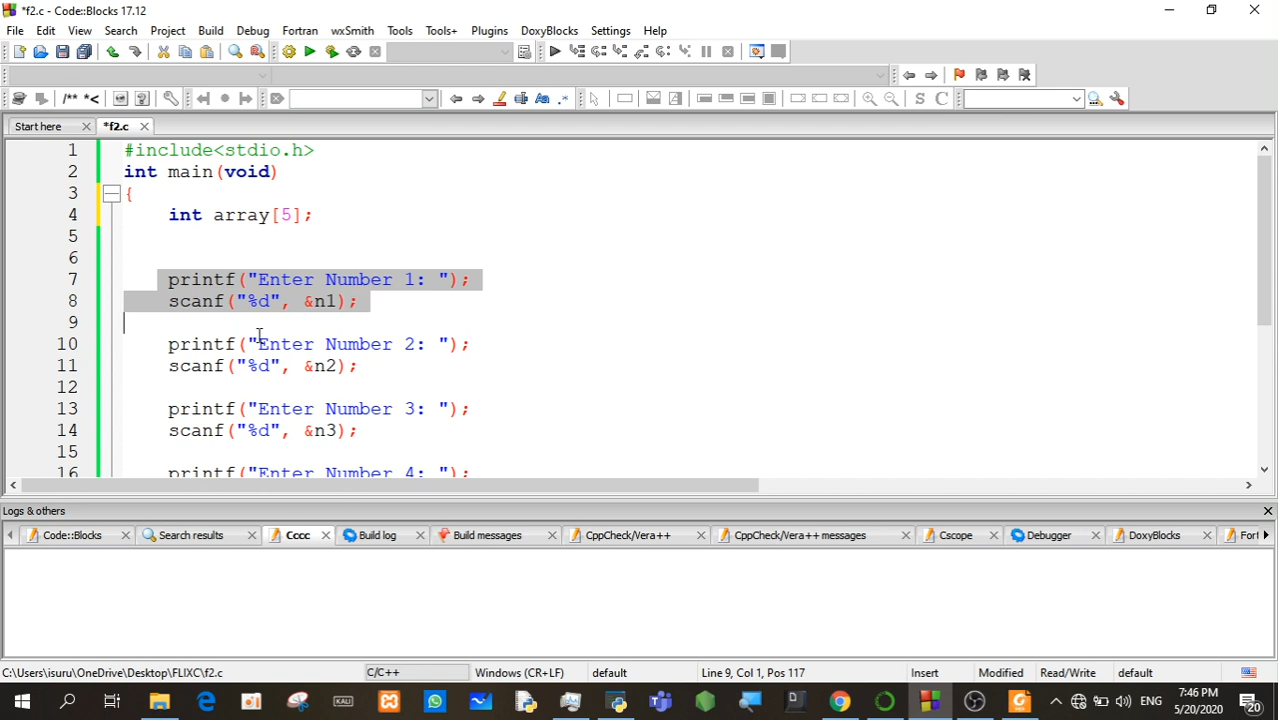 *f2.c - Code::Blocks 17.12
File Edit View Search Project Build Debug Fortran wxSmith Tools Tools+ Plugins DoxyBlocks Settings Help
/** *<
Aa .* S C
Start here *f2.c
1 #include<stdio.h>
2 int main(void)
3 {
4 int array[5];
5
6
7 printf("Enter Number 1: ");
8 scanf("%d", &n1);
9
10 printf("Enter Number 2: ");
11 scanf("%d", &n2);
12
13 printf("Enter Number 3: ");
14 scanf("%d", &n3);
15
16 printf("Enter Number 4: ");
Logs & others
Code::Blocks Search results Cccc Build log Build messages CppCheck/Vera++ CppCheck/Vera++ messages Cscope Debugger DoxyBlocks Fort
C:\Users\isuru\OneDrive\Desktop\FLIXC\f2.c C/C++ Windows (CR+LF) default Line 9, Col 1, Pos 117 Insert Modified Read/Write default
Ai KALI ENG 7:46 PM
5/20/2020 20